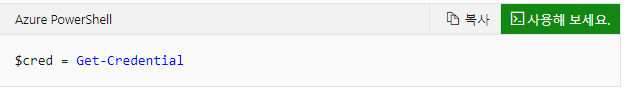 Azure PowerShell 복사 사용해 보세요.
$cred = Get-Credential